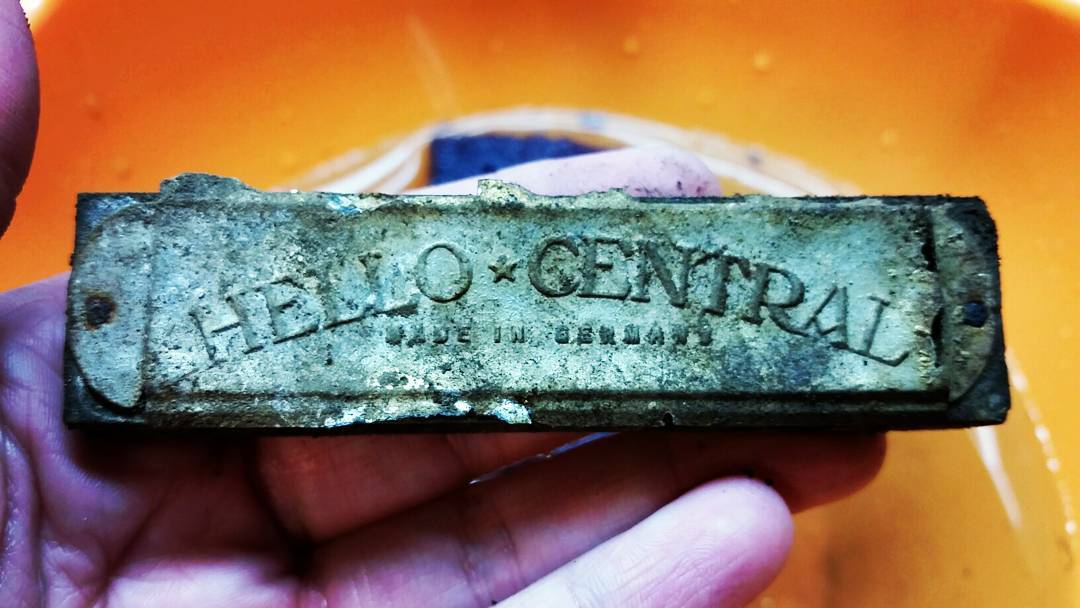 HELLO ★ CENTRAL
MADE IN GERMANY